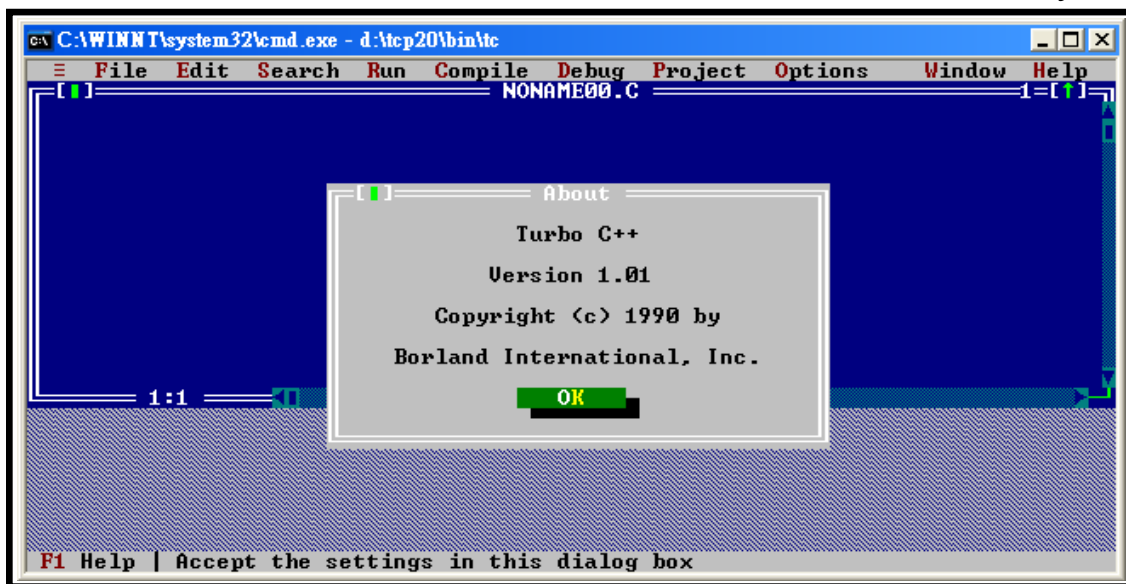 C:\WINNT\system32\cmd.exe - d:\tcp20\bin\tc
≡ File Edit Search Run Compile Debug Project Options Window Help
NONAME00.C 1=[↑]
About
Turbo C++
Version 1.01
Copyright (c) 1990 by
Borland International, Inc.
1:1
OK
F1 Help | Accept the settings in this dialog box